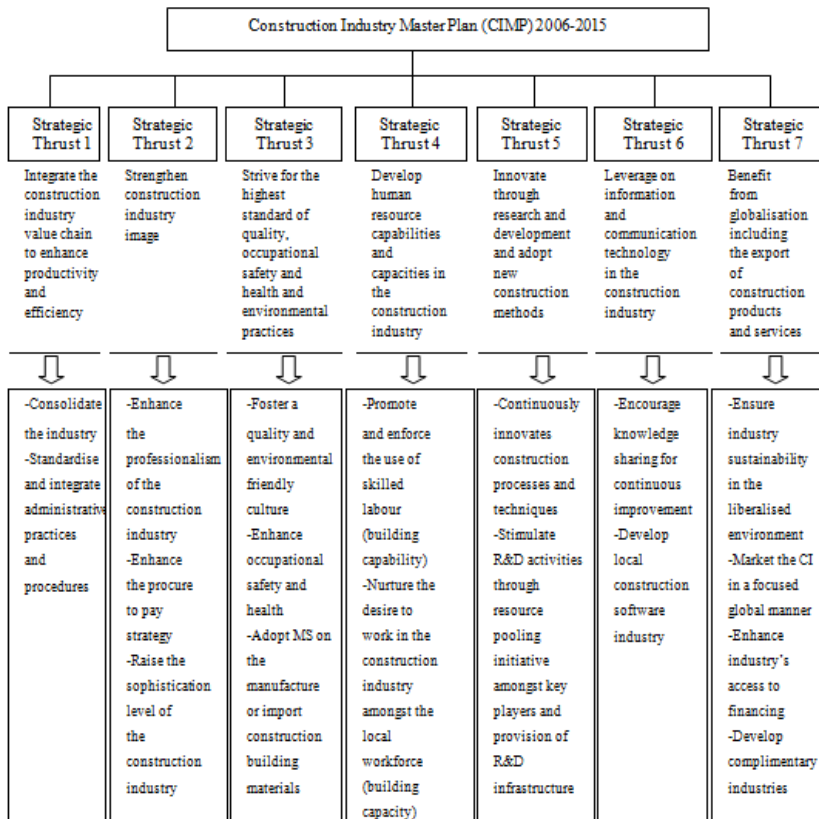 Construction Industry Master Plan (CIMP) 2006-2015
Strategic
Thrust 1
Strategic
Thrust 2
Strategic
Thrust 3
Strategic
Thrust 4
Strategic
Thrust 5
Strategic
Thrust 6
Strategic
Thrust 7
Integrate the
construction
industry
value chain
to enhance
productivity
and
efficiency
Strengthen
construction
industry
image
Strive for the
highest
standard of
quality,
occupational
safety and
health and
environmental
practices
Develop
human
resource
capabilities
and
capacities in
the
construction
industry
Innovate
through
research and
development
and adopt
new
construction
methods
Leverage on
information
and
communication
technology
in the
construction
industry
Benefit
from
globalisation
including
the export
of
construction
products
and services
-Consolidate
the industry
-Standardise
and integrate
administrative
practices
and
procedures
-Enhance
the
professionalism
of the
construction
industry
-Enhance
the procure
to pay
strategy
-Raise the
sophistication
level of
the
construction
industry
-Foster a
quality and
environmental
friendly
culture
-Enhance
occupational
safety and
health
-Adopt MS on
the
manufacture
or import
construction
building
materials
-Promote
and enforce
the use of
skilled
labour
(building
capability)
-Nurture the
desire to
work in the
construction
industry
amongst the
local
workforce
(building
capacity)
-Continuously
innovates
construction
processes and
techniques
-Stimulate
R&D activities
through
resource
pooling
initiative
amongst key
players and
provision of
R&D
infrastructure
-Encourage
knowledge
sharing for
continuous
improvement
-Develop
local
construction
software
industry
-Ensure
industry
sustainability
in the
liberalised
environment
-Market the CI
in a focused
global manner
-Enhance
industry's
access to
financing
-Develop
complimentary
industries